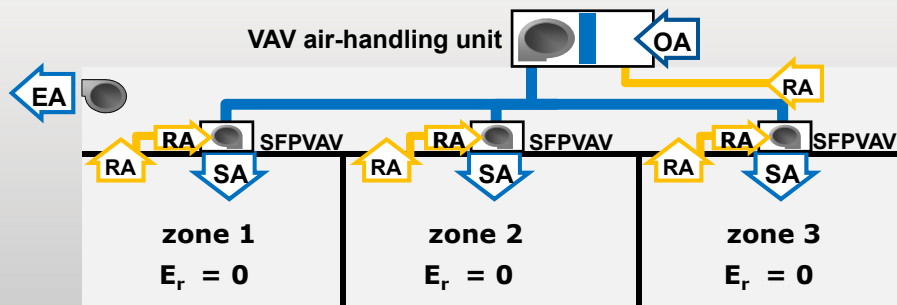 VAV air-handling unit
OA
EA
RA
RA
SFPVAV
RA
SFPVAV
RA
SFPVAV
RA
SA
RA
SA
RA
SA
zone 1
zone 2
zone 3
Er = 0
Er = 0
Er = 0